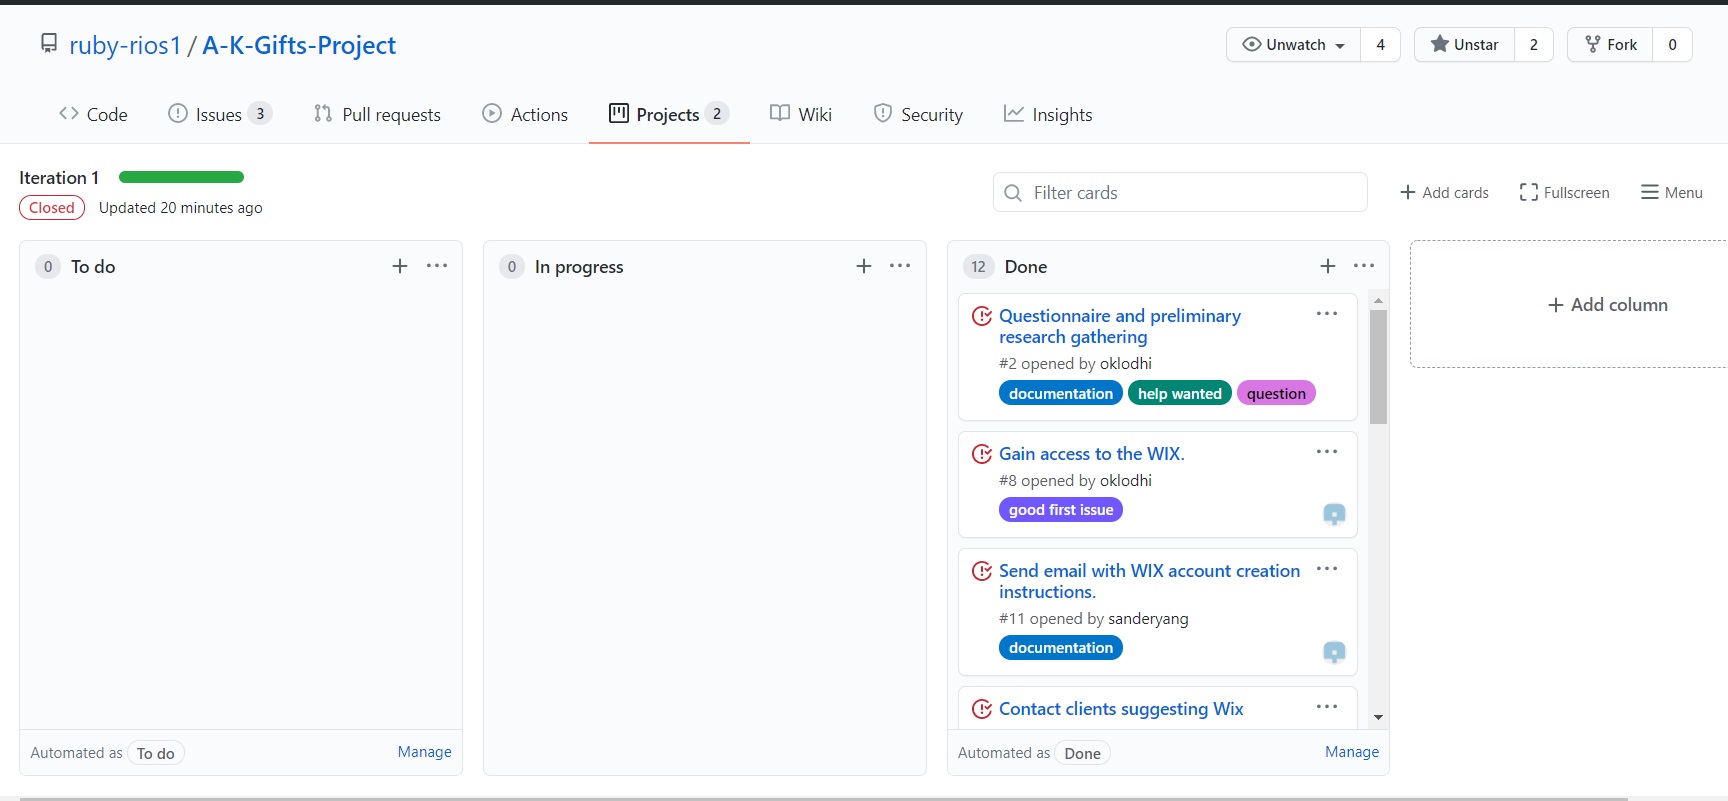 ruby-rios1 / A-K-Gifts-Project
Unwatch 4
Unstar 2
Fork 0
Code
Issues 3
Pull requests
Actions
Projects 2
Wiki
Security
Insights
Iteration 1
Closed Updated 20 minutes ago
Filter cards
Add cards
Fullscreen
Menu
0 To do
Automated as To do
Manage
0 In progress
12 Done
Questionnaire and preliminary
research gathering
#2 opened by oklodhi
documentation help wanted question
Gain access to the WIX.
#8 opened by oklodhi
good first issue
Send email with WIX account creation
instructions.
#11 opened by sanderyang
documentation
Contact clients suggesting Wix
Automated as Done
Manage
+ Add column